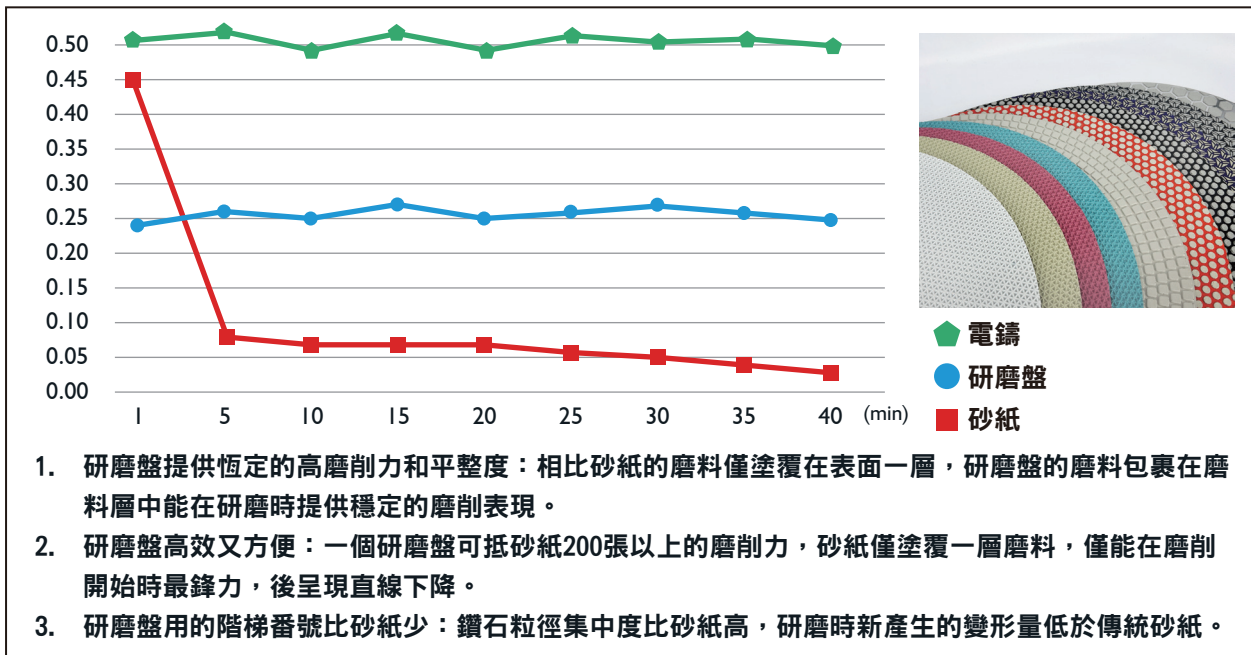 0.50
0.45
0.40
0.35
0.30
0.25
0.20
0.15
0.10
0.05
0.00
1 5 10 15 20 25 30 35 40 (min)
電鑄
研磨盤
砂紙
1. 研磨盤提供恆定的高磨削力和平整度：相比砂紙的磨料僅塗覆在表面一層，研磨盤的磨料包裹在磨
料層中能在研磨時提供穩定的磨削表現。
2. 研磨盤高效又方便：一個研磨盤可抵砂紙200張以上的磨削力，砂紙僅塗覆一層磨料，僅能在磨削
開始時最鋒力，後呈現直線下降。
3. 研磨盤用的階梯番號比砂紙少：鑽石粒徑集中度比砂紙高，研磨時新產生的變形量低於傳統砂紙。